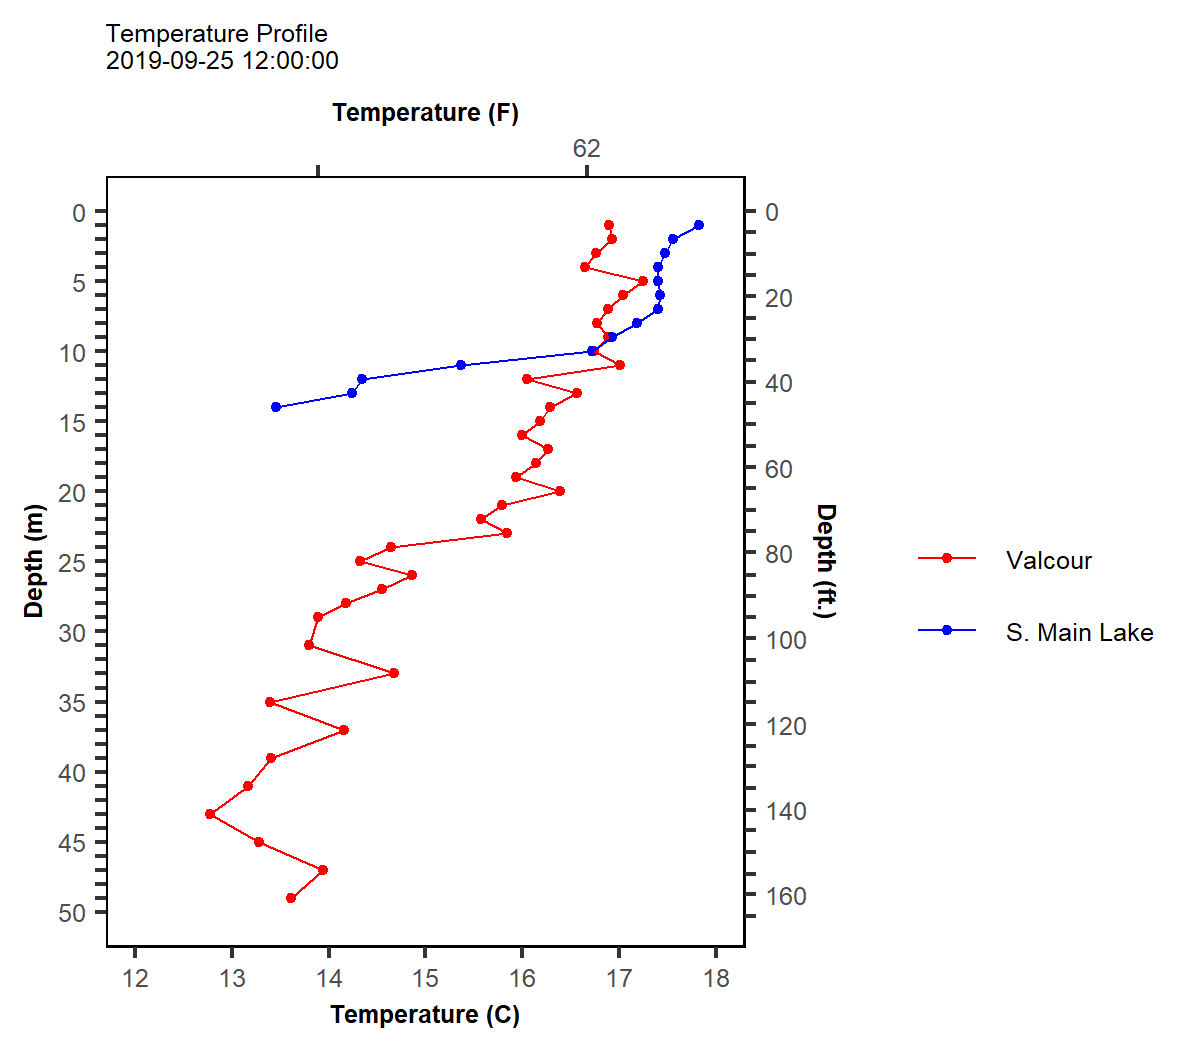 Temperature Profile
2019-09-25 12:00:00
Temperature (F)
62
0
5
10
15
20
25
30
35
40
45
50
Depth (m)
0
20
40
60
80
100
120
140
160
Depth (ft.)
Valcour
S. Main Lake
12 13 14 15 16 17 18
Temperature (C)